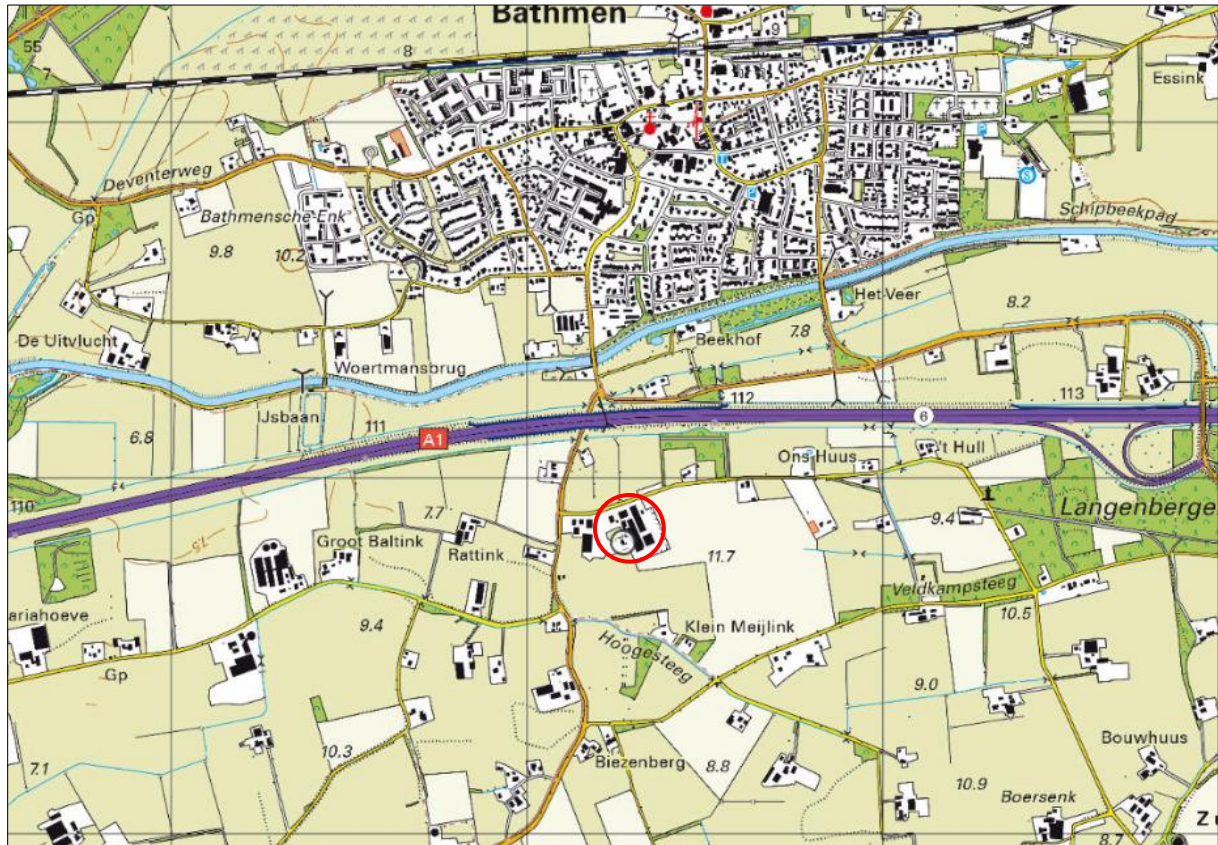 Bathmen
55
7
8
9
Essink
Deventerweg
Gp
Bathmensche Enk
9.8
10.2
P
T
P
S
Schipbeekpad
Het Veer
8.2
De Uitvlucht
Woertmansbrug
Beekhof
7.8
IJsbaan
6.8
111
A1
112
6
113
110
Ons Huus
't Hull
7.7
7.5
Groot Baltink
Rattink
11.7
9.4
Langenberge
ariahoeve
9.4
Veldkampsteeg
10.5
Gp
Klein Meijlink
Hoogesteeg
9.0
7.1
10.3
Biezenberg
8.8
Bouwhuus
10.9
Boersenk
8.7